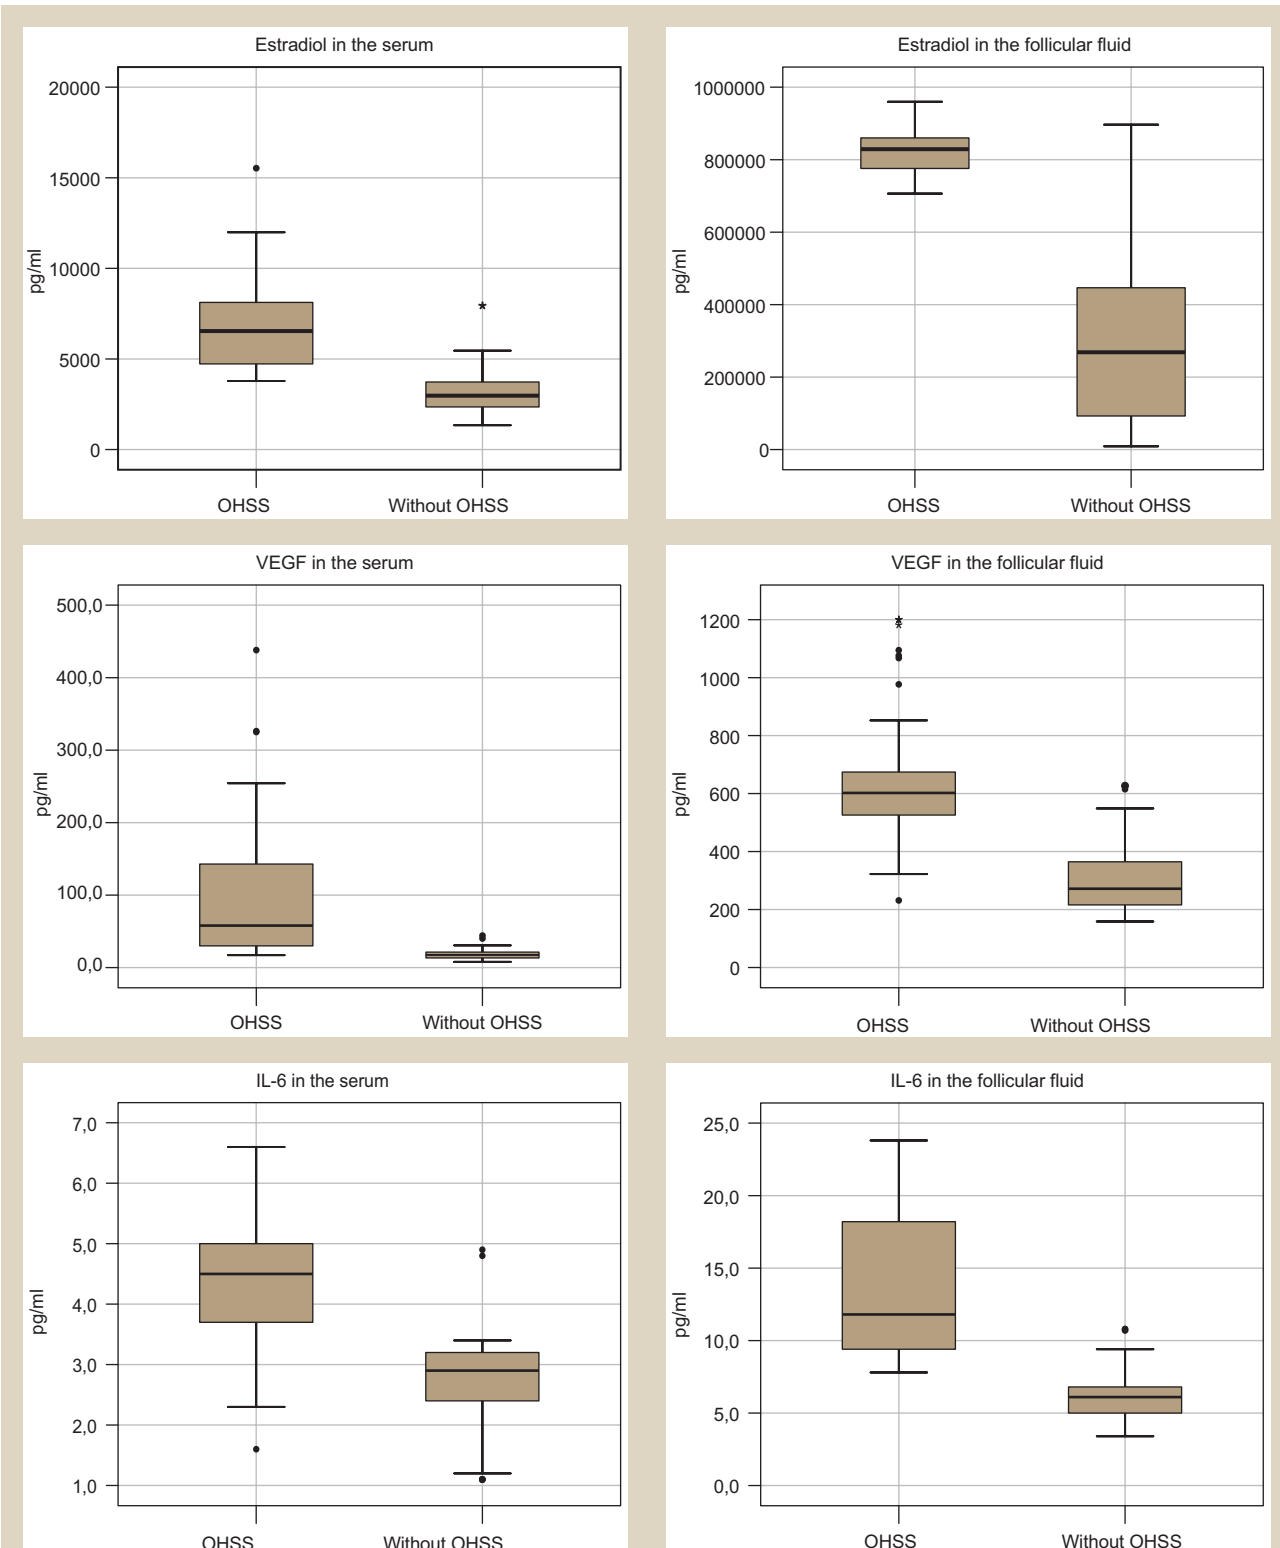 Estradiol in the serum
20000
15000
10000
5000
0
pg/ml
OHSS Without OHSS
Estradiol in the follicular fluid
1000000
800000
600000
400000
200000
0
pg/ml
OHSS Without OHSS
VEGF in the serum
500,0
400,0
300,0
200,0
100,0
0,0
pg/ml
OHSS Without OHSS
VEGF in the follicular fluid
1200
1000
800
600
400
200
0
pg/ml
OHSS Without OHSS
IL-6 in the serum
7,0
6,0
5,0
4,0
3,0
2,0
1,0
pg/ml
OHSS Without OHSS
IL-6 in the follicular fluid
25,0
20,0
15,0
10,0
5,0
0,0
pg/ml
OHSS Without OHSS